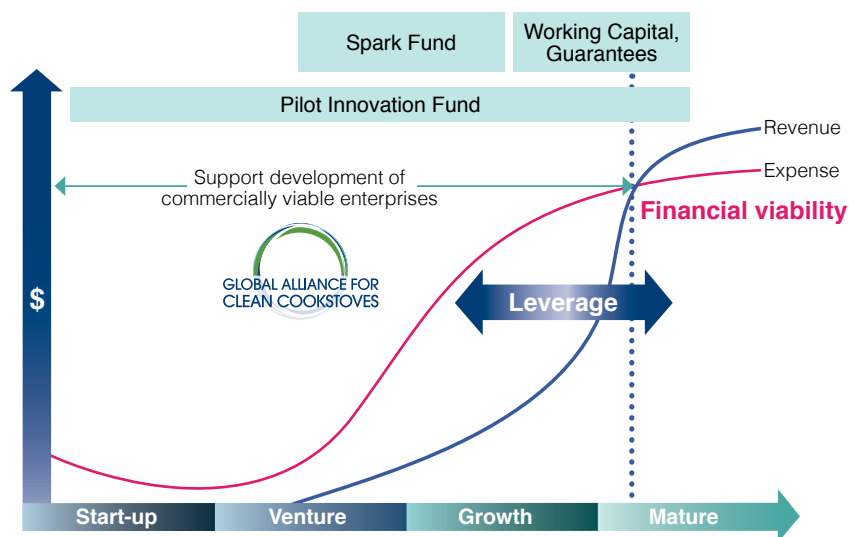 Spark Fund
Working Capital,
Guarantees
Pilot Innovation Fund
Revenue
Expense
Support development of
commercially viable enterprises
Financial viability
GLOBAL ALLIANCE FOR
CLEAN COOKSTOVES
$
Leverage
Start-up
Venture
Growth
Mature